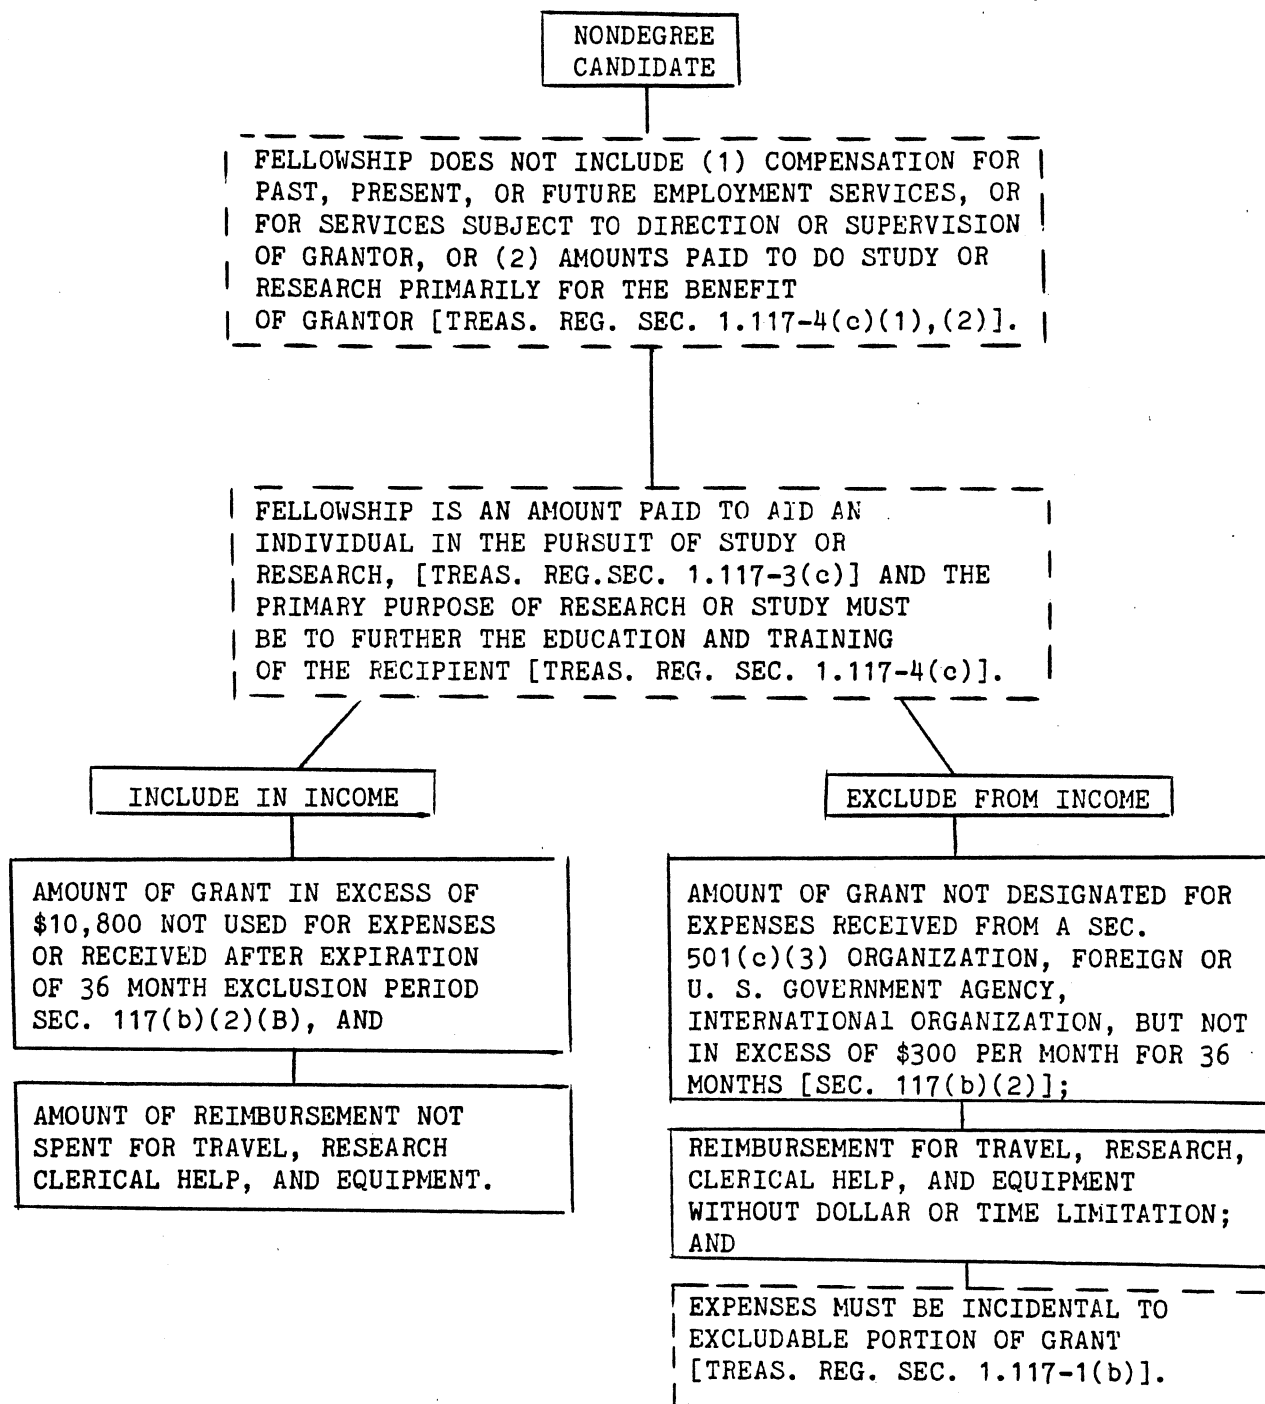 NONDEGREE
CANDIDATE
FELLOWSHIP DOES NOT INCLUDE (1) COMPENSATION FOR
PAST, PRESENT, OR FUTURE EMPLOYMENT SERVICES, OR
FOR SERVICES SUBJECT TO DIRECTION OR SUPERVISION
OF GRANTOR, OR (2) AMOUNTS PAID TO DO STUDY OR
RESEARCH PRIMARILY FOR THE BENEFIT
OF GRANTOR [TREAS. REG. SEC. 1.117-4(c)(1),(2)].
FELLOWSHIP IS AN AMOUNT PAID TO AID AN
INDIVIDUAL IN THE PURSUIT OF STUDY OR
RESEARCH, [TREAS. REG.SEC. 1.117-3(c)] AND THE
PRIMARY PURPOSE OF RESEARCH OR STUDY MUST
BE TO FURTHER THE EDUCATION AND TRAINING
OF THE RECIPIENT [TREAS. REG. SEC. 1.117-4(c)].
INCLUDE IN INCOME
AMOUNT OF GRANT IN EXCESS OF
$10,800 NOT USED FOR EXPENSES
OR RECEIVED AFTER EXPIRATION
OF 36 MONTH EXCLUSION PERIOD
SEC. 117(b)(2)(B), AND
AMOUNT OF REIMBURSEMENT NOT
SPENT FOR TRAVEL, RESEARCH
CLERICAL HELP, AND EQUIPMENT.
EXCLUDE FROM INCOME
AMOUNT OF GRANT NOT DESIGNATED FOR
EXPENSES RECEIVED FROM A SEC.
501(c)(3) ORGANIZATION, FOREIGN OR
U. S. GOVERNMENT AGENCY,
INTERNATIONAL ORGANIZATION, BUT NOT
IN EXCESS OF $300 PER MONTH FOR 36
MONTHS [SEC. 117(b)(2)];
REIMBURSEMENT FOR TRAVEL, RESEARCH,
CLERICAL HELP, AND EQUIPMENT
WITHOUT DOLLAR OR TIME LIMITATION;
AND
EXPENSES MUST BE INCIDENTAL TO
EXCLUDABLE PORTION OF GRANT
[TREAS. REG. SEC. 1.117-1(b)].